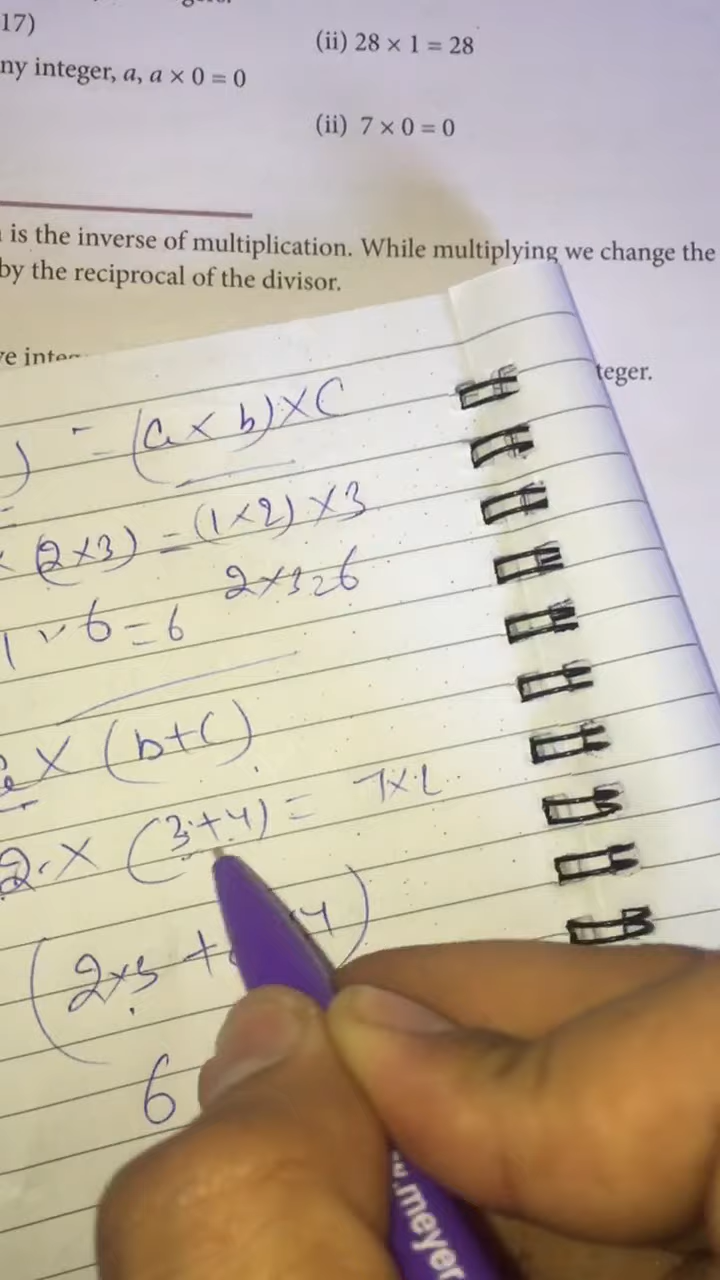 17)
(ii) 28 × 1 = 28
ny integer, a, a × 0 = 0
(ii) 7 × 0 = 0
is the inverse of multiplication. While multiplying we change the
by the reciprocal of the divisor.
teger.
) = (a × b) × C
(2×3) = (1×2) ×3
2×3=6
1 × 6 = 6
× (b+c)
2 × (3+4) = 7×2
(2×3 + 4)
6
.meyer